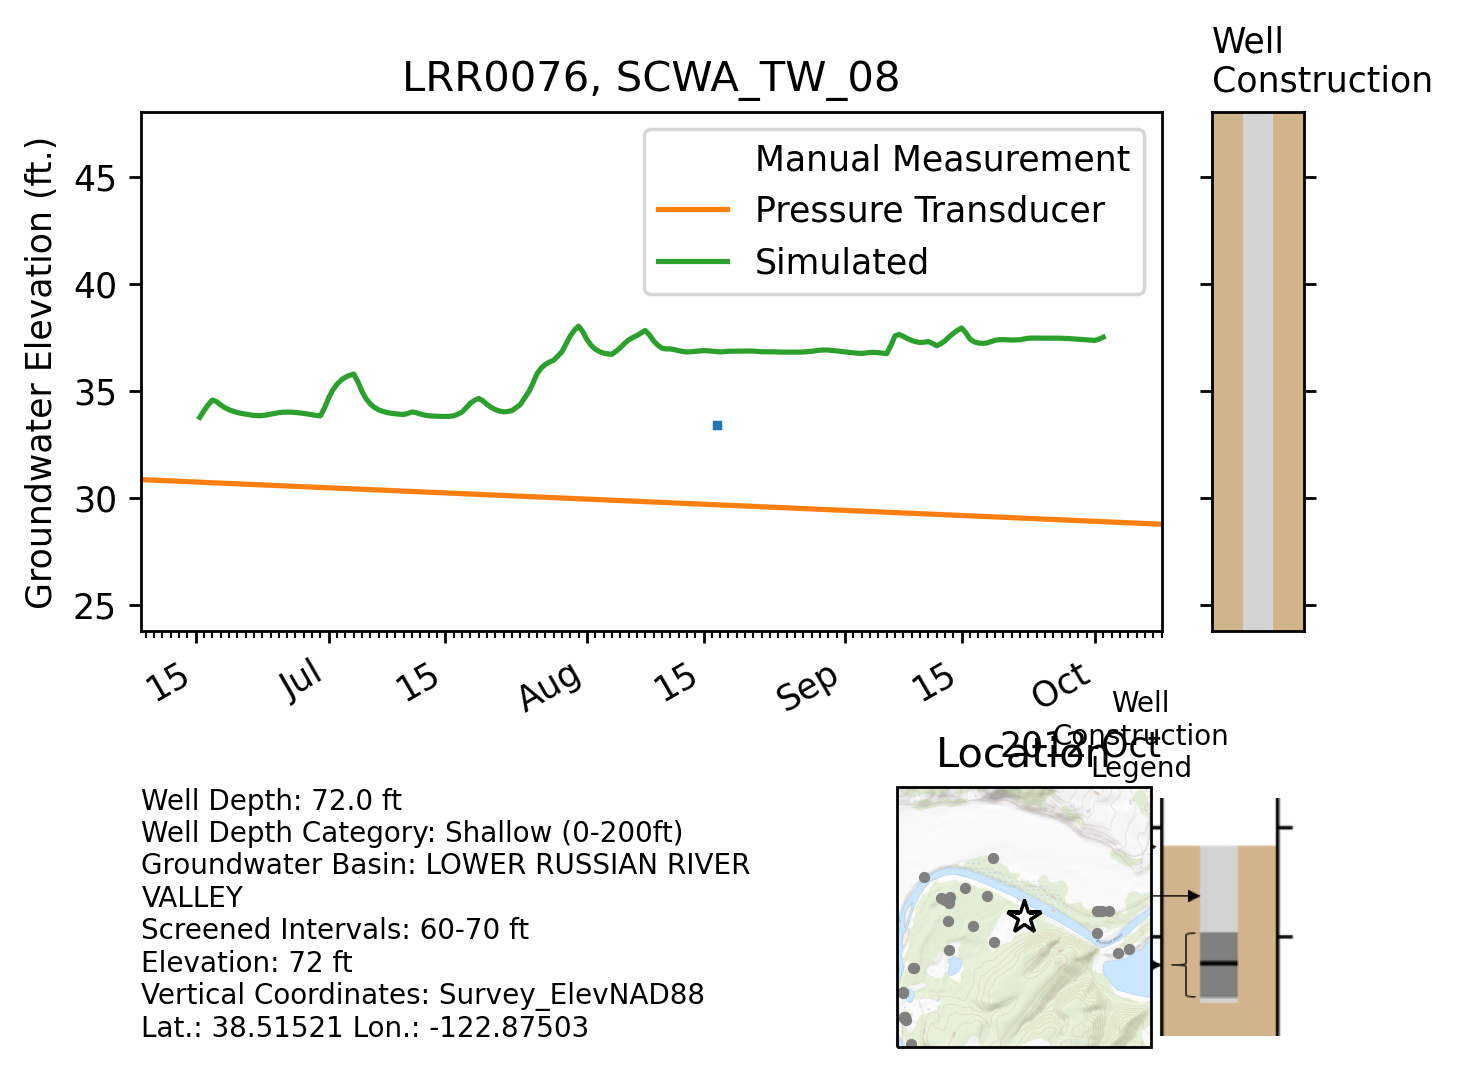 Well
Construction
LRR0076, SCWA_TW_08
Groundwater Elevation (ft.)
45
40
35
30
25
Manual Measurement
Pressure Transducer
Simulated
15
Jul
15
Aug
15
Sep
15
Oct
2012-Oct
Well
Construction
Legend
Location
Well Depth: 72.0 ft
Well Depth Category: Shallow (0-200ft)
Groundwater Basin: LOWER RUSSIAN RIVER
VALLEY
Screened Intervals: 60-70 ft
Elevation: 72 ft
Vertical Coordinates: Survey_ElevNAD88
Lat.: 38.51521 Lon.: -122.87503